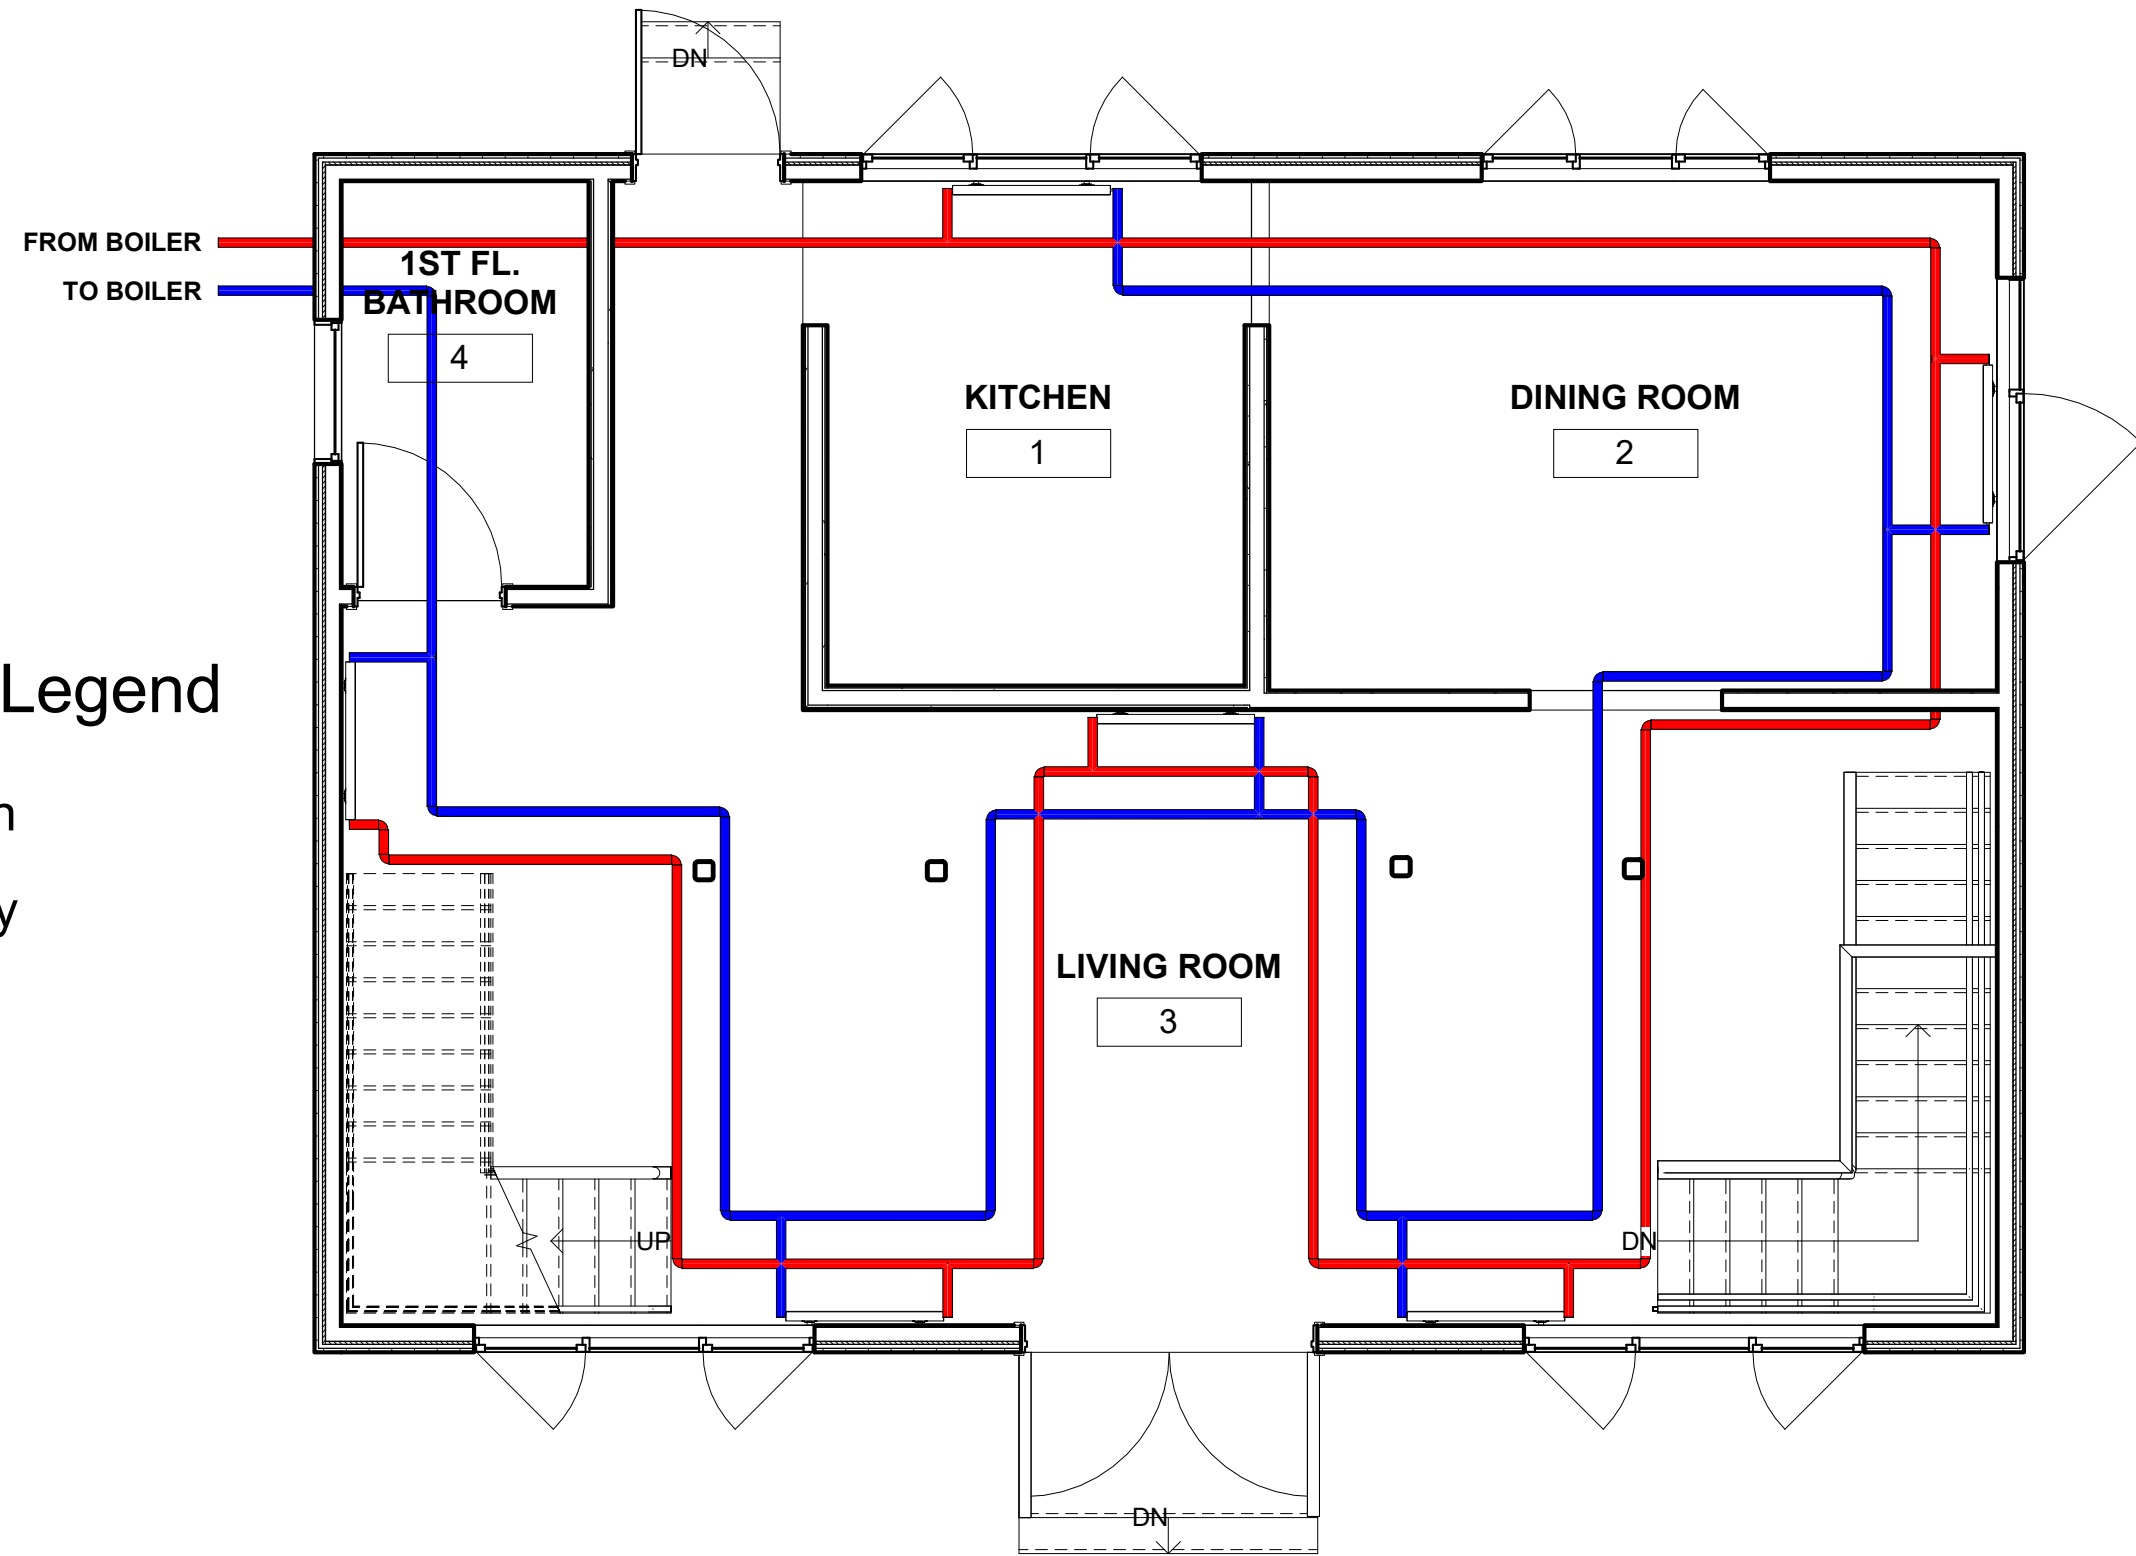 DN
FROM BOILER
TO BOILER
1ST FL.
BATHROOM
4
KITCHEN
1
DINING ROOM
2
Legend
n
y
LIVING ROOM
3
UP
DN
DN